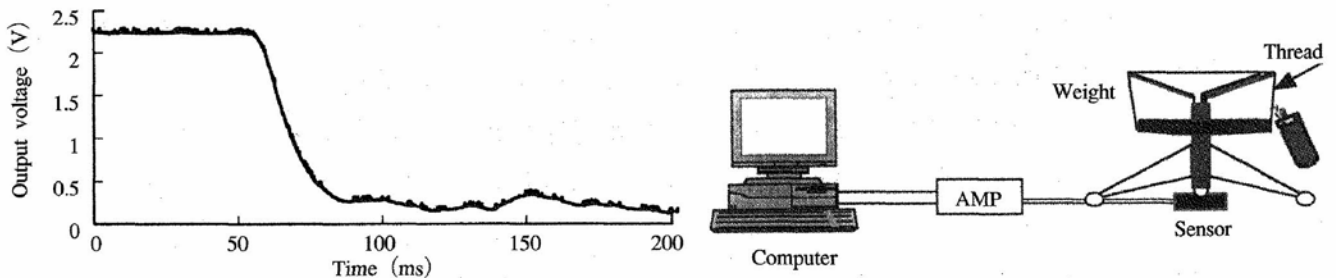 Output voltage (V)
2.5
2
1.5
1
0.5
0
0
50
100
150
200
Time (ms)
Computer
AMP
Weight
Thread
Sensor